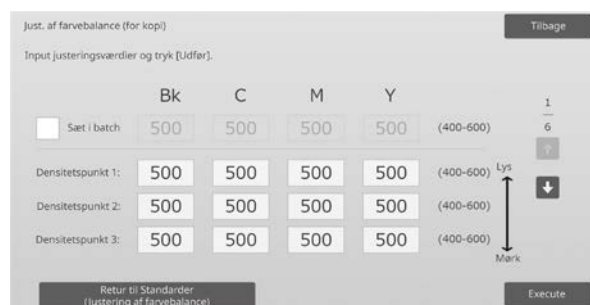 Just. af farvebalance (for kopi)
Tilbage
Input justeringsværdier og tryk [Udfør].
Bk C M Y
1
6
Sæt i batch 500 500 500 500 (400-600)
Densitetspunkt 1: 500 500 500 500 (400-600) Lys
Densitetspunkt 2: 500 500 500 500 (400-600)
Densitetspunkt 3: 500 500 500 500 (400-600)
Mørk
Retur til Standarder
(Justering af farvebalance)
Execute